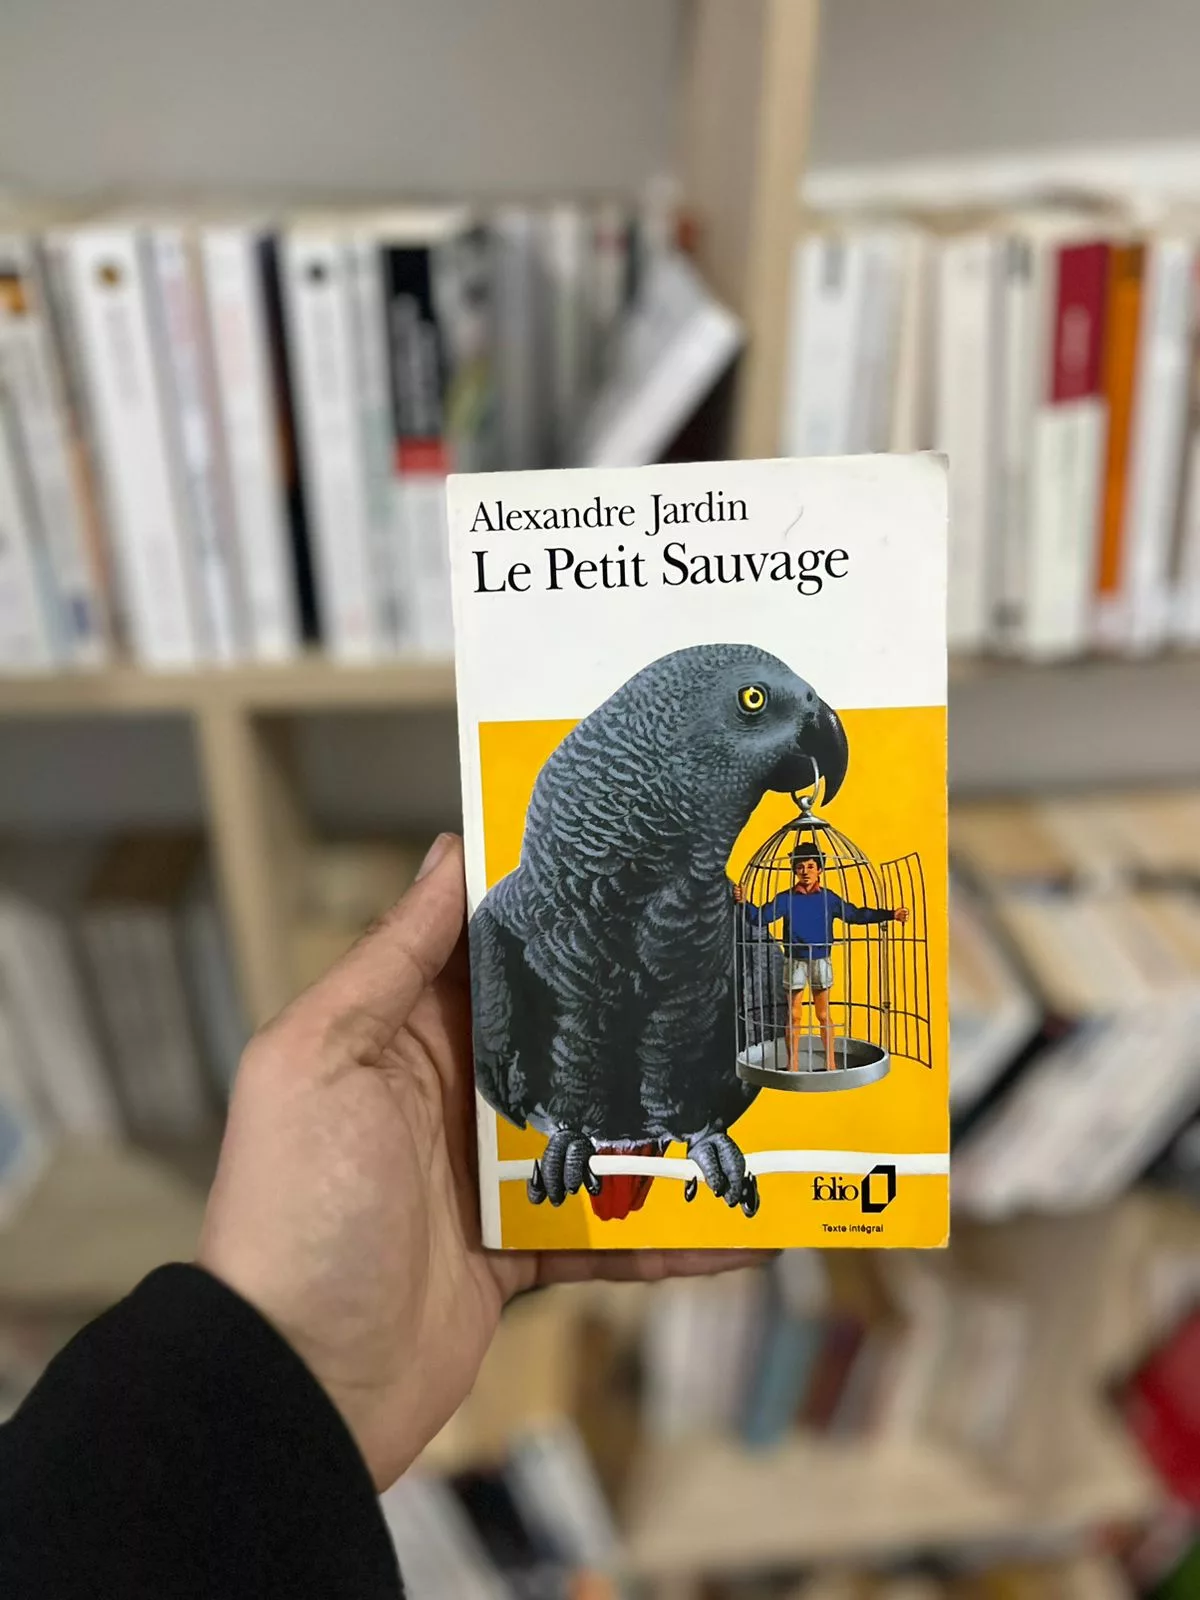 Alexandre Jardin
Le Petit Sauvage
folio
Texte intégral